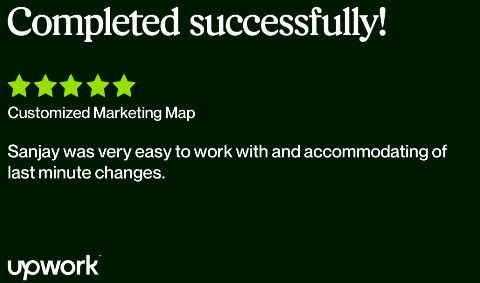 Completed successfully!
Customized Marketing Map
Sanjay was very easy to work with and accommodating of
last minute changes.
upwork